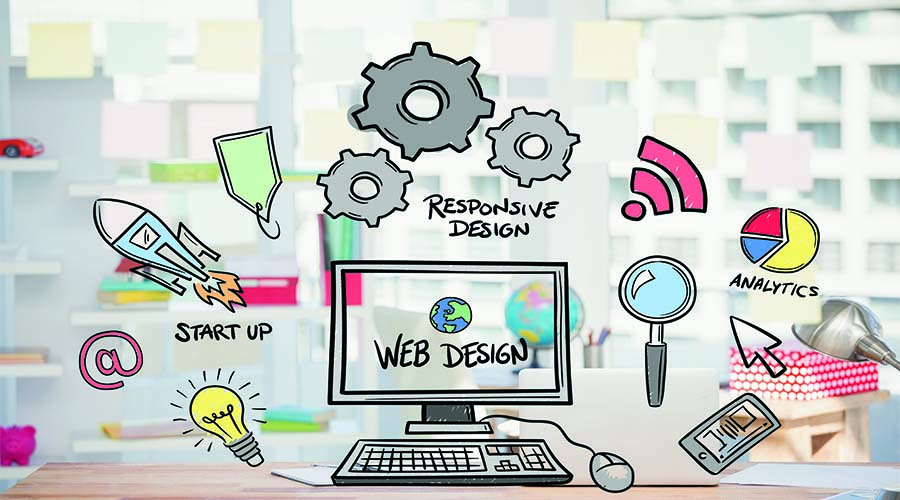 RESPONSIVE
DESIGN
ANALYTICS
START UP
WEB DESIGN
@